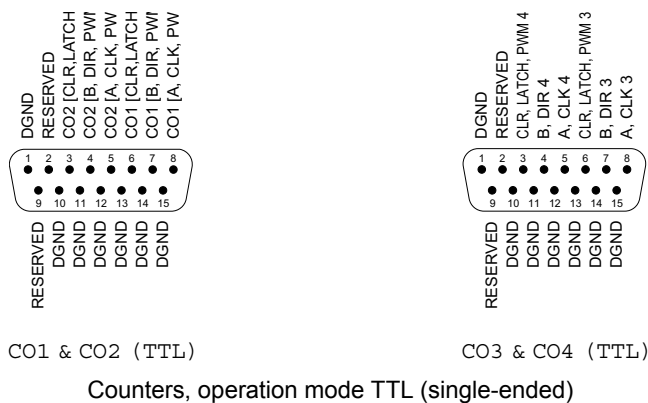 DGND
RESERVED
CO2 [CLR,LATCH
CO2 [B, DIR, PWM
CO2 [A, CLK, PW
CO1 [CLR,LATCH
CO1 [B, DIR, PWM
CO1 [A, CLK, PW
1 2 3 4 5 6 7 8
9 10 11 12 13 14 15
RESERVED
DGND
DGND
DGND
DGND
DGND
DGND
CO1 & CO2 (TTL)
DGND
RESERVED
CLR, LATCH, PWM 4
B, DIR 4
A, CLK 4
CLR, LATCH, PWM 3
B, DIR 3
A, CLK 3
1 2 3 4 5 6 7 8
9 10 11 12 13 14 15
RESERVED
DGND
DGND
DGND
DGND
DGND
DGND
CO3 & CO4 (TTL)
Counters, operation mode TTL (single-ended)